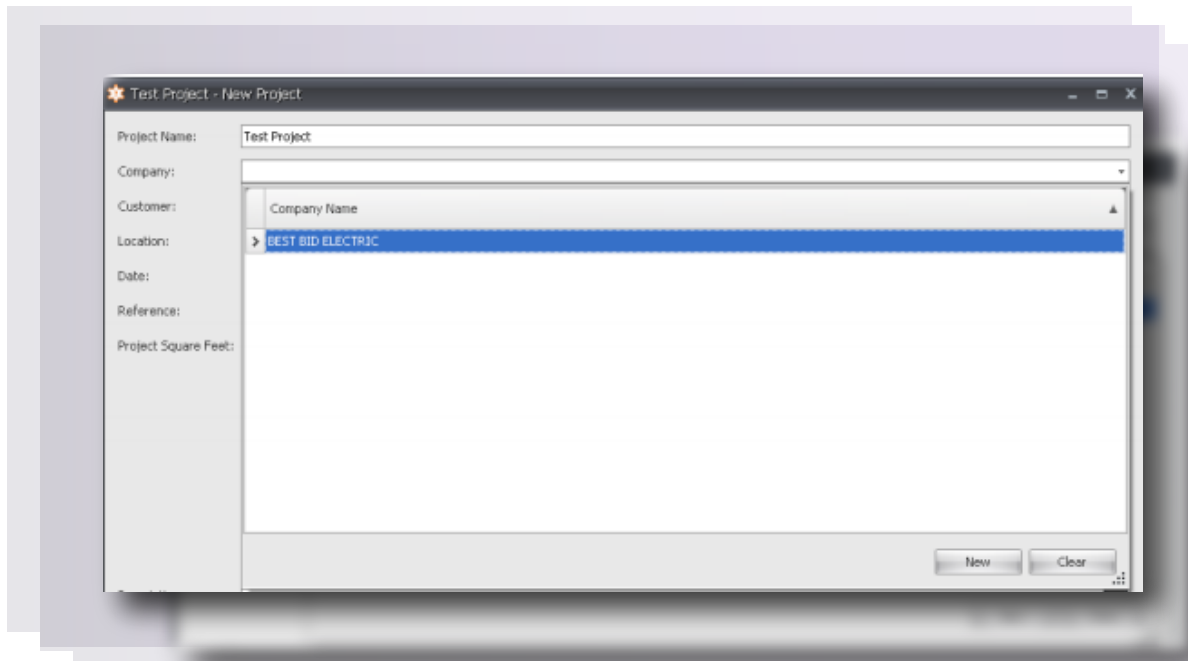 Test Project - New Project
Project Name: Test Project
Company:
Customer:
Company Name
Location:
BEST BID ELECTRIC
Date:
Reference:
Project Square Feet:
New Clear